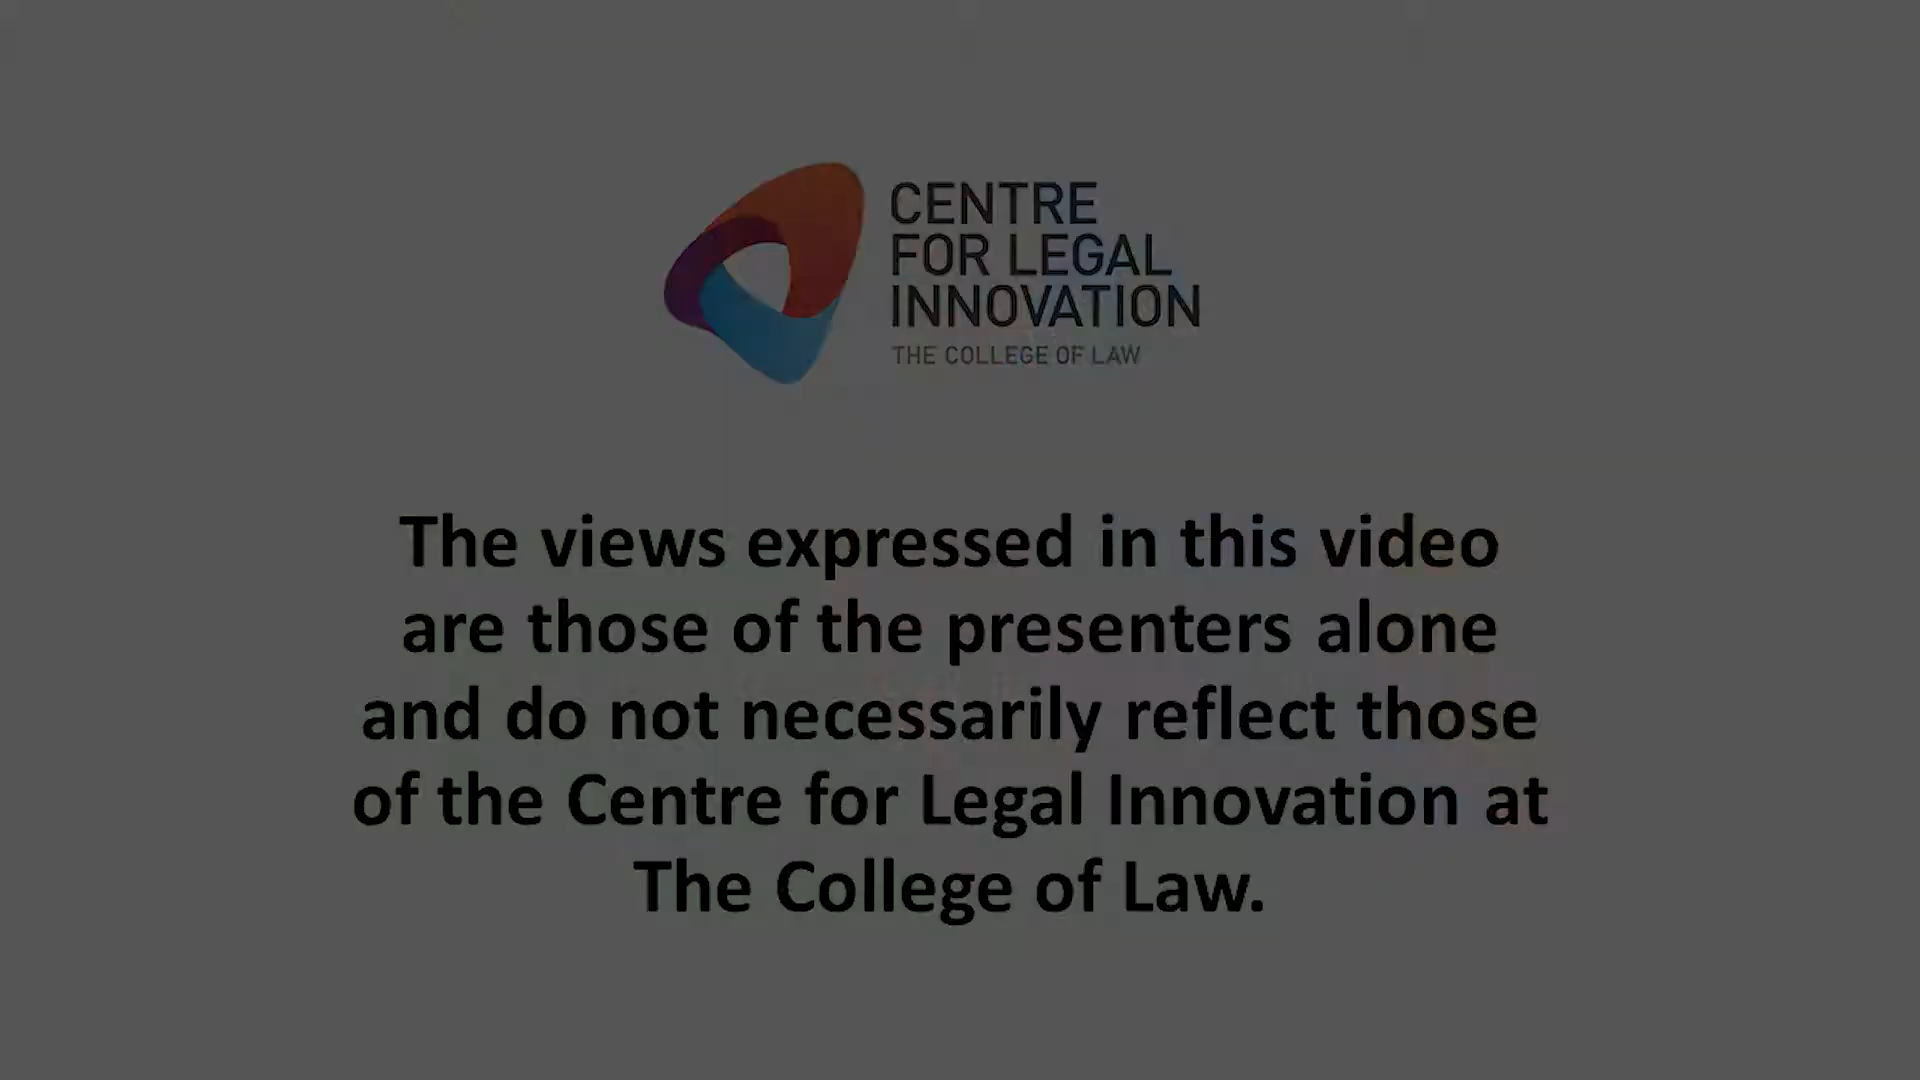 CENTRE
FOR LEGAL
INNOVATION
THE COLLEGE OF LAW
The views expressed in this video
are those of the presenters alone
and do not necessarily reflect those
of the Centre for Legal Innovation at
The College of Law.